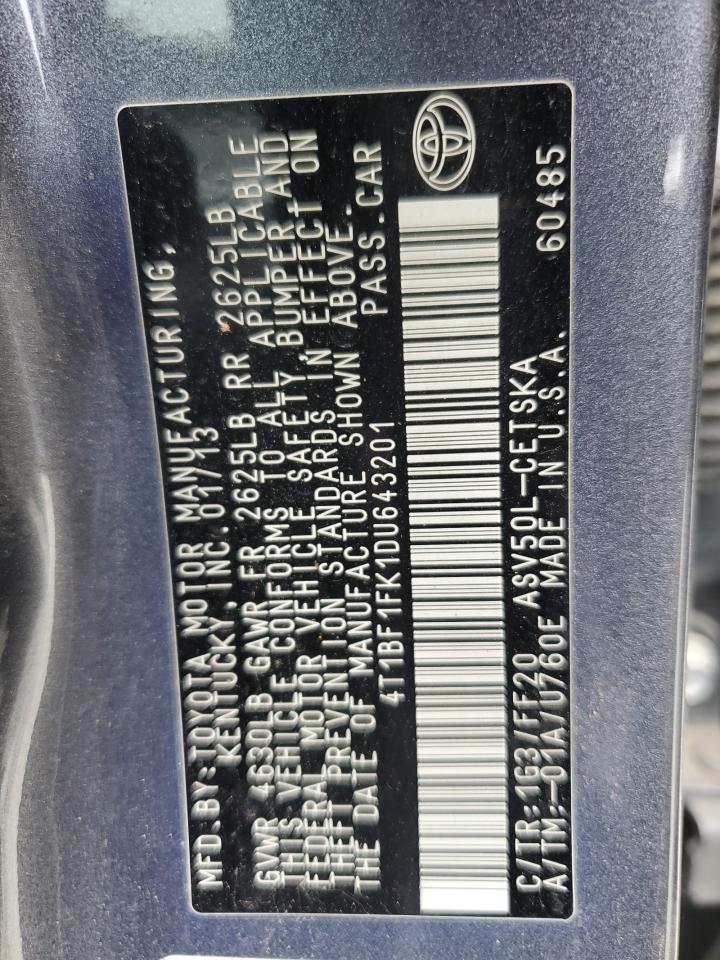 MFD.BY:TOYOTA MOTOR MANUFACTURING,
KENTUCKY,INC.01/13
GVWR 4630LB GAWR FR 2625LB RR 2625LB
THIS VEHICLE CONFORMS TO ALL APPLICABLE
FEDERAL MOTOR VEHICLE SAFETY,BUMPER,AND
THEFT PREVENTION STANDARDS IN EFFECT ON
THE DATE OF MANUFACTURE SHOWN ABOVE.
4T1BF1FK1DU643201 PASS.CAR
C/TR:1G3/FF20 ASV50L-CETSKA
A/TM:-01A/U760E MADE IN U.S.A. 60485